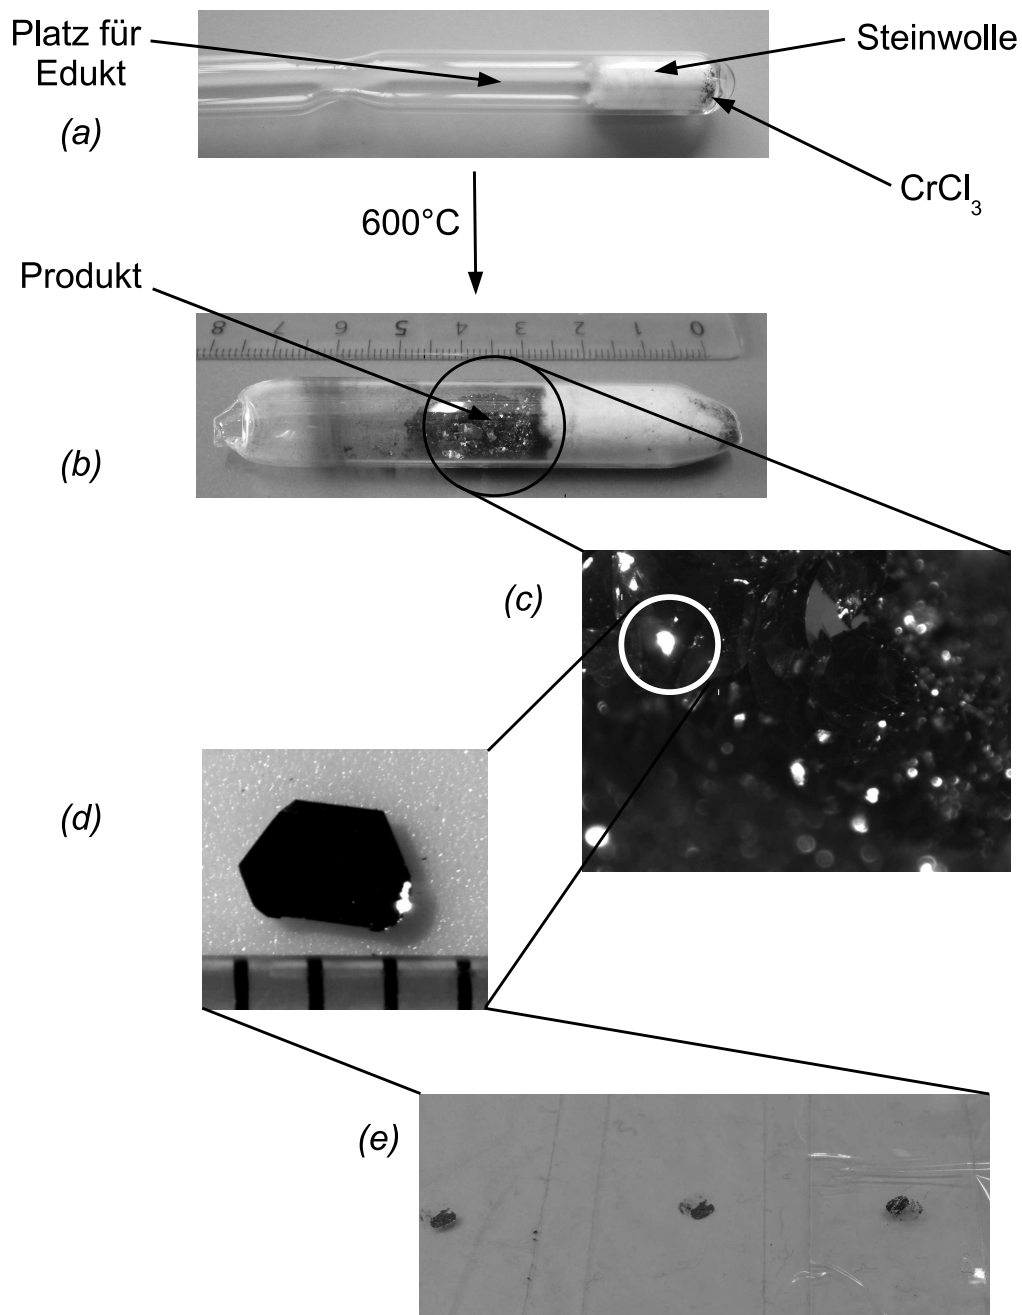 Platz für
Edukt
Steinwolle
(a)
CrCl₃
600°C
Produkt
8 7 6 5 4 3 2 1 0
(b)
(c)
(d)
(e)